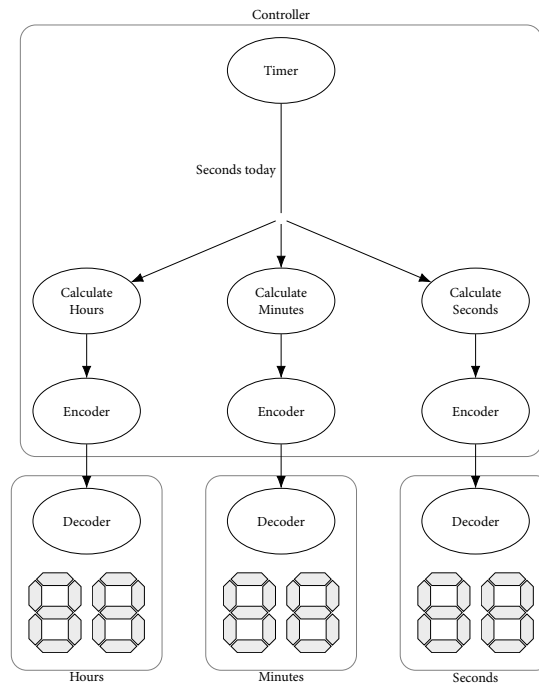 Controller
Timer
Seconds today
Calculate
Hours
Calculate
Minutes
Calculate
Seconds
Encoder
Encoder
Encoder
Decoder
Decoder
Decoder
Hours
Minutes
Seconds